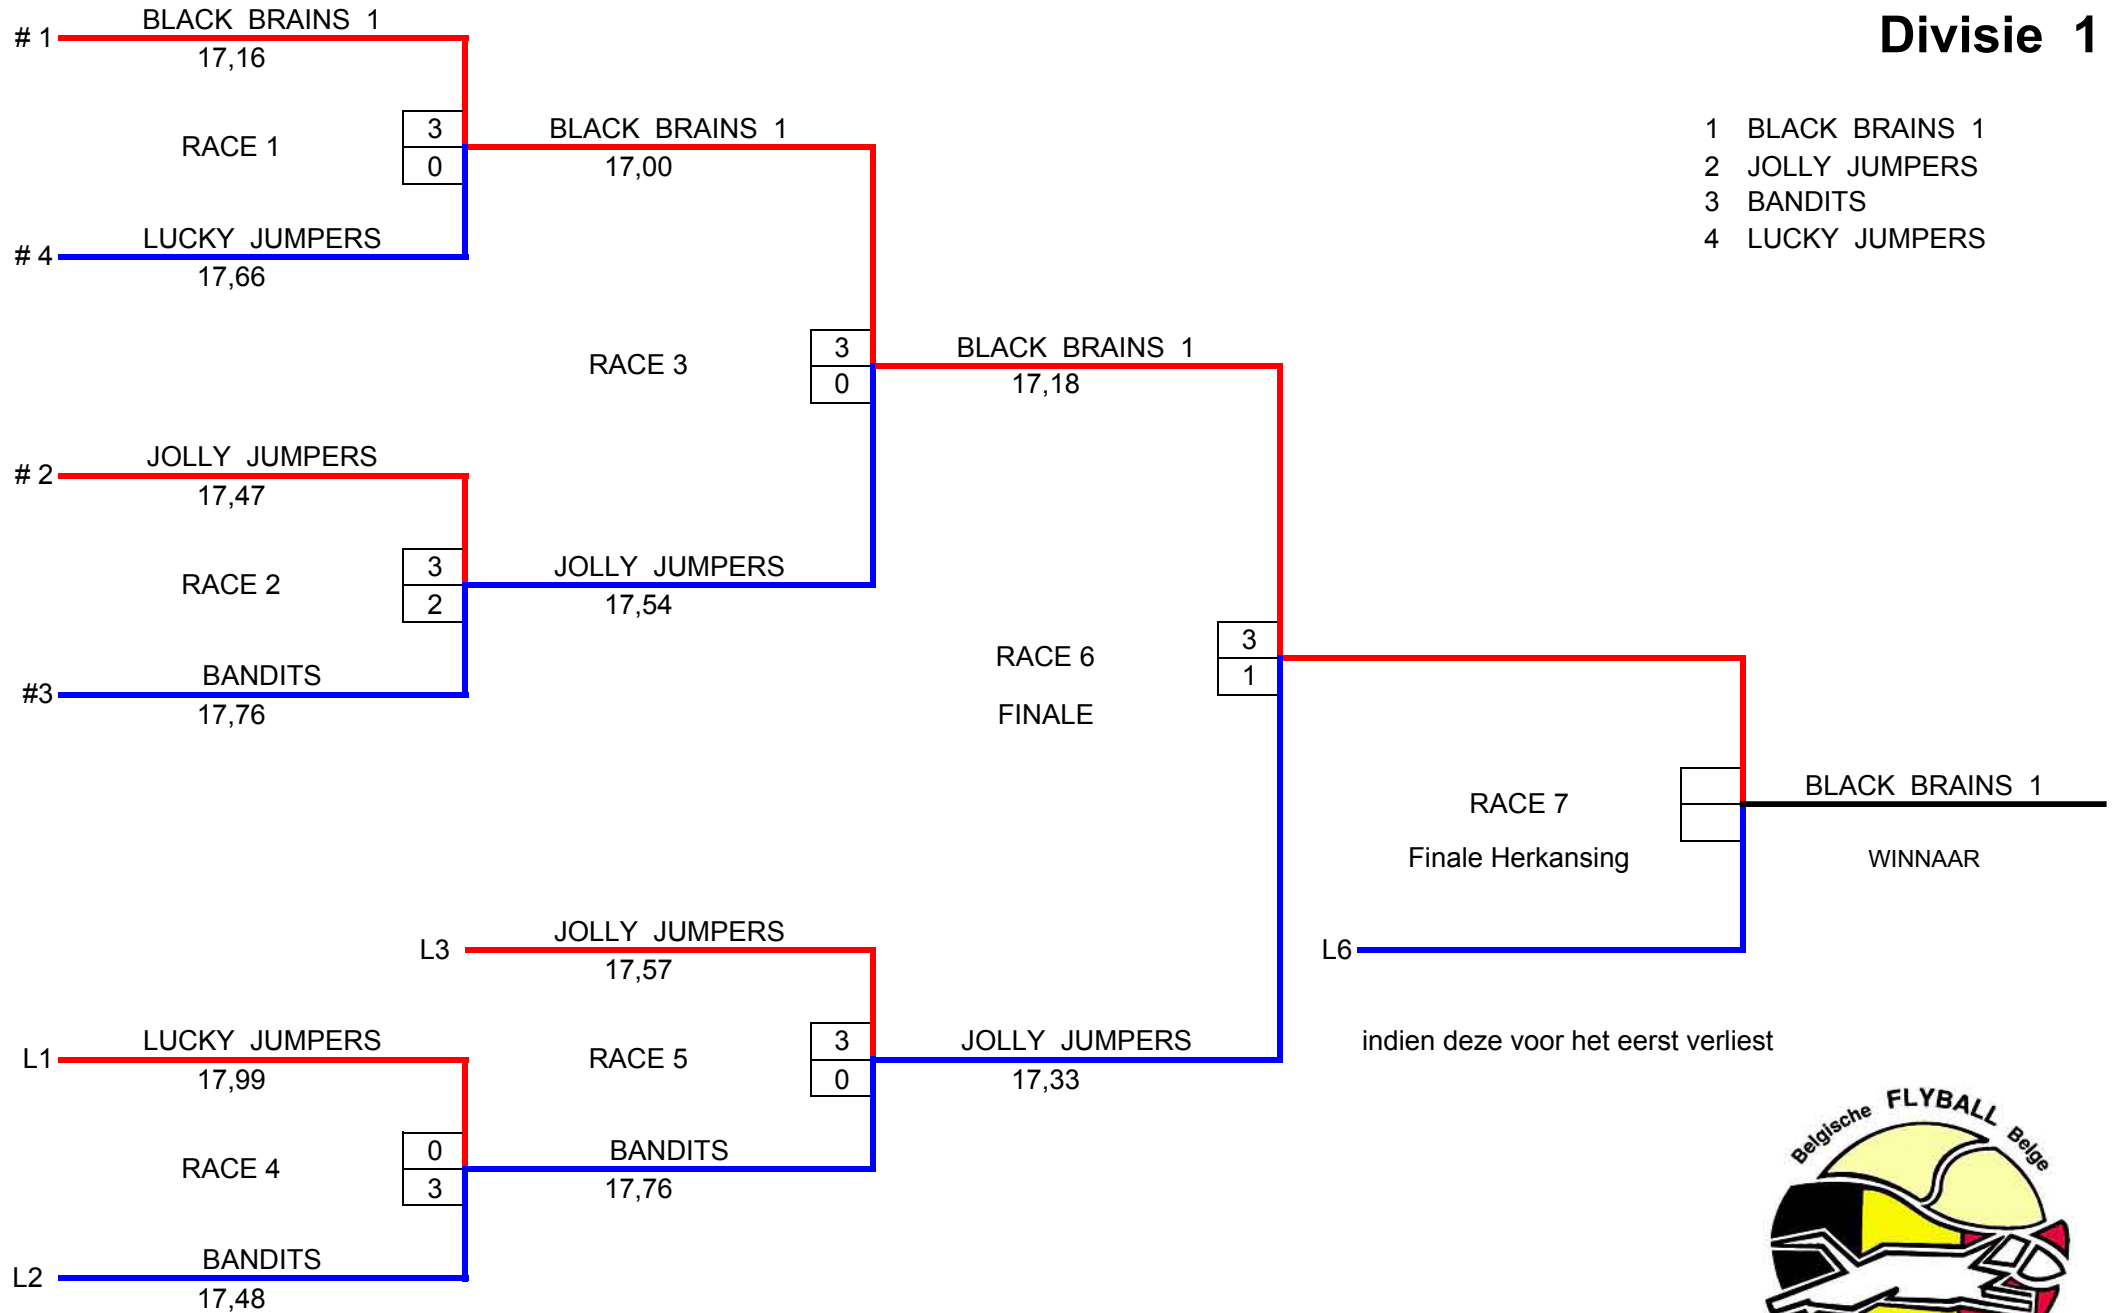 Divisie 1
# 1
BLACK BRAINS 1
17,16
RACE 1
3
0
# 4
LUCKY JUMPERS
17,66
BLACK BRAINS 1
17,00
1 BLACK BRAINS 1
2 JOLLY JUMPERS
3 BANDITS
4 LUCKY JUMPERS
RACE 3
3
0
BLACK BRAINS 1
17,18
# 2
JOLLY JUMPERS
17,47
RACE 2
3
2
JOLLY JUMPERS
17,54
#3
BANDITS
17,76
RACE 6
FINALE
3
1
RACE 7
Finale Herkansing
BLACK BRAINS 1
WINNAAR
L3
JOLLY JUMPERS
17,57
L6
indien deze voor het eerst verliest
L1
LUCKY JUMPERS
17,99
RACE 5
3
0
JOLLY JUMPERS
17,33
RACE 4
0
3
BANDITS
17,76
L2
BANDITS
17,48
Belgische FLYBALL Belge